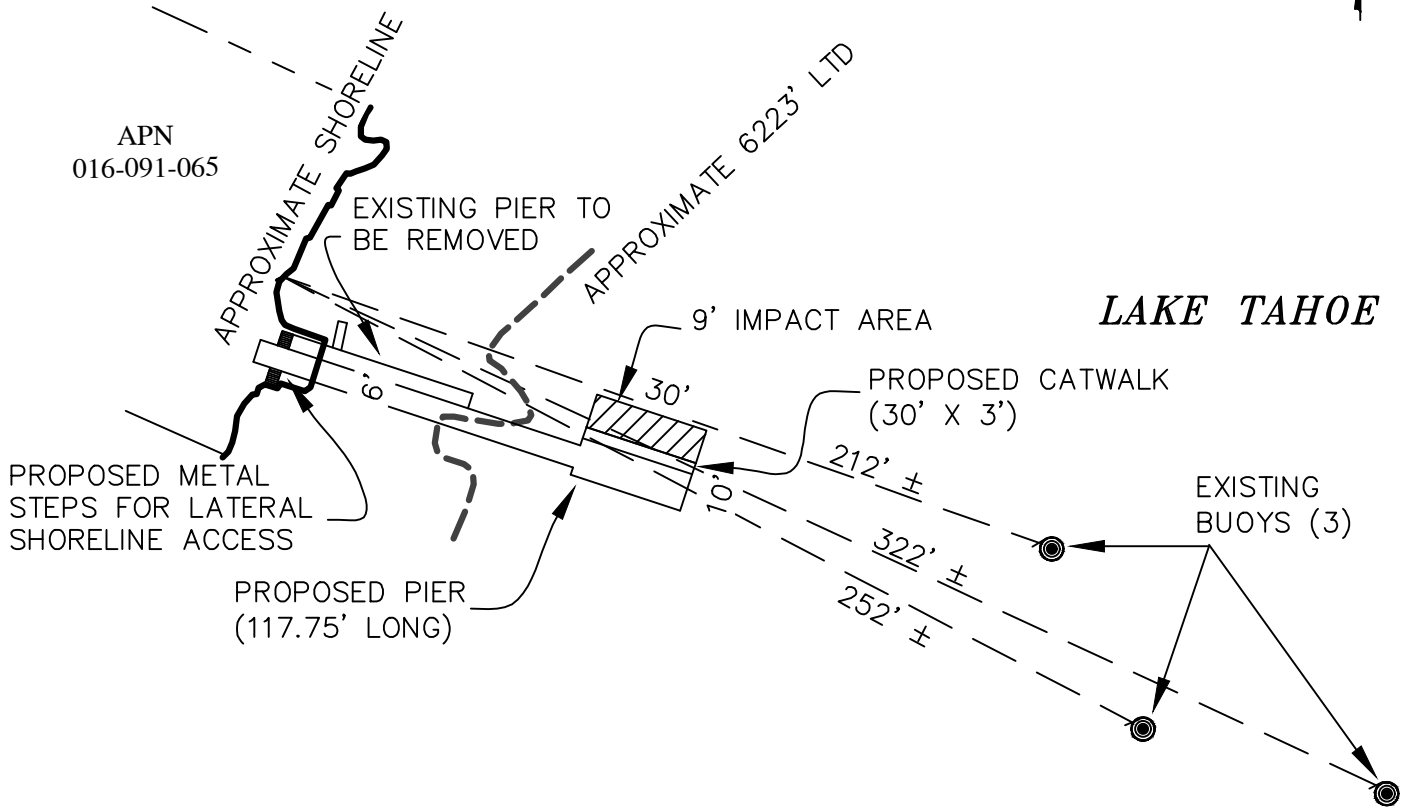 APN
016-091-065
APPROXIMATE SHORELINE
EXISTING PIER TO
BE REMOVED
APPROXIMATE 6223' LTD
LAKE TAHOE
9' IMPACT AREA
30'
PROPOSED CATWALK
(30' X 3')
6'
10'
212' ±
322' ±
252' ±
EXISTING
BUOYS (3)
PROPOSED METAL
STEPS FOR LATERAL
SHORELINE ACCESS
PROPOSED PIER
(117.75' LONG)